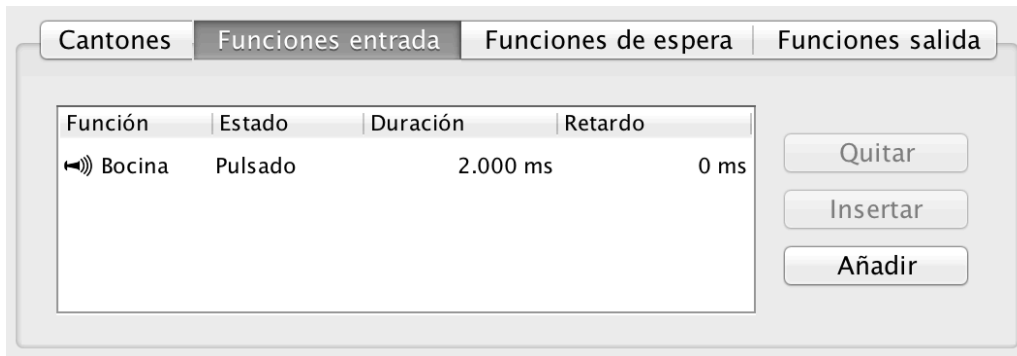 Cantones Funciones entrada Funciones de espera Funciones salida
Función Estado Duración Retardo
Bocina Pulsado 2.000 ms 0 ms
Quitar
Insertar
Añadir